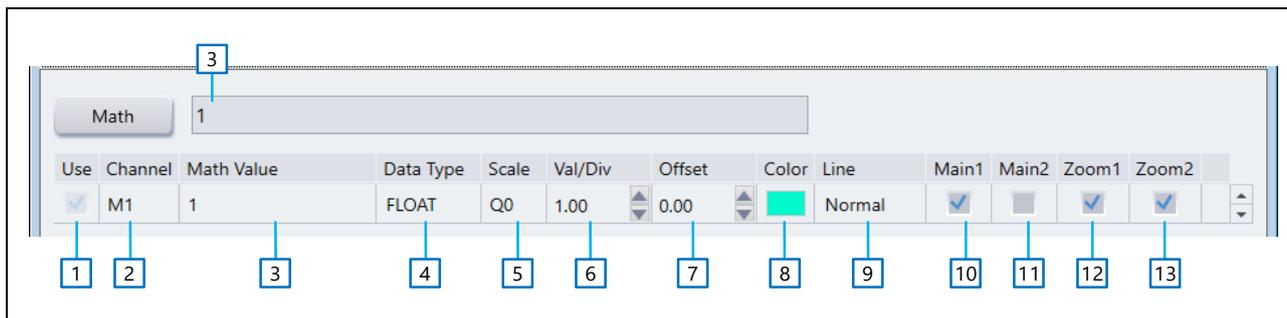 3
Math 1
Use Channel Math Value Data Type Scale Val/Div Offset Color Line Main1 Main2 Zoom1 Zoom2
M1 1 FLOAT Q0 1.00 0.00 Normal
1 2 3 4 5 6 7 8 9 10 11 12 13